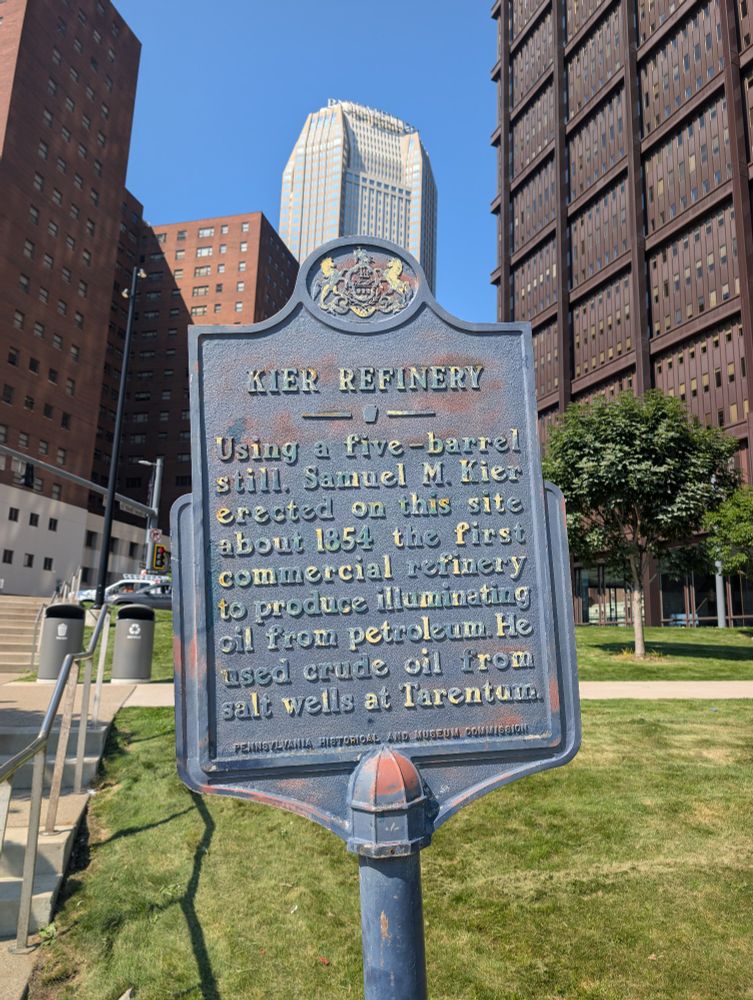 KIER REFINERY
Using a five-barrel
still, Samuel M. Kier
erected on this site
about 1854 the first
commercial refinery
to produce illuminating
oil from petroleum. He
used crude oil from
salt wells at Tarentum.
PENNSYLVANIA HISTORICAL AND MUSEUM COMMISSION